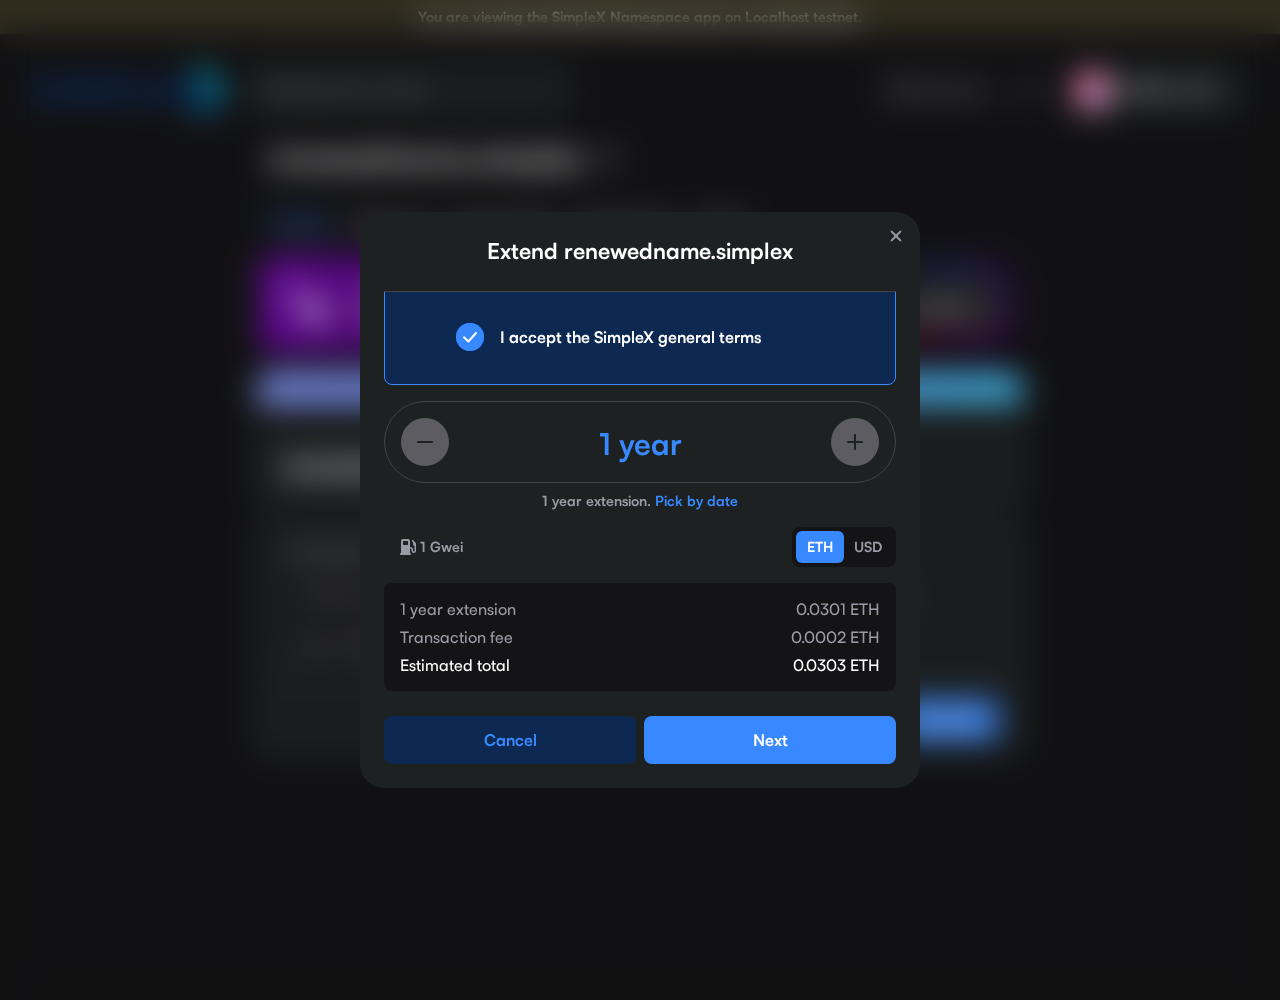 You are viewing the SimpleX Namespace app on Localhost testnet.
Extend renewedname.simplex
I accept the SimpleX general terms
1 year
1 year extension. Pick by date
1 Gwei
ETH USD
1 year extension 0.0301 ETH
Transaction fee 0.0002 ETH
Estimated total 0.0303 ETH
Cancel Next